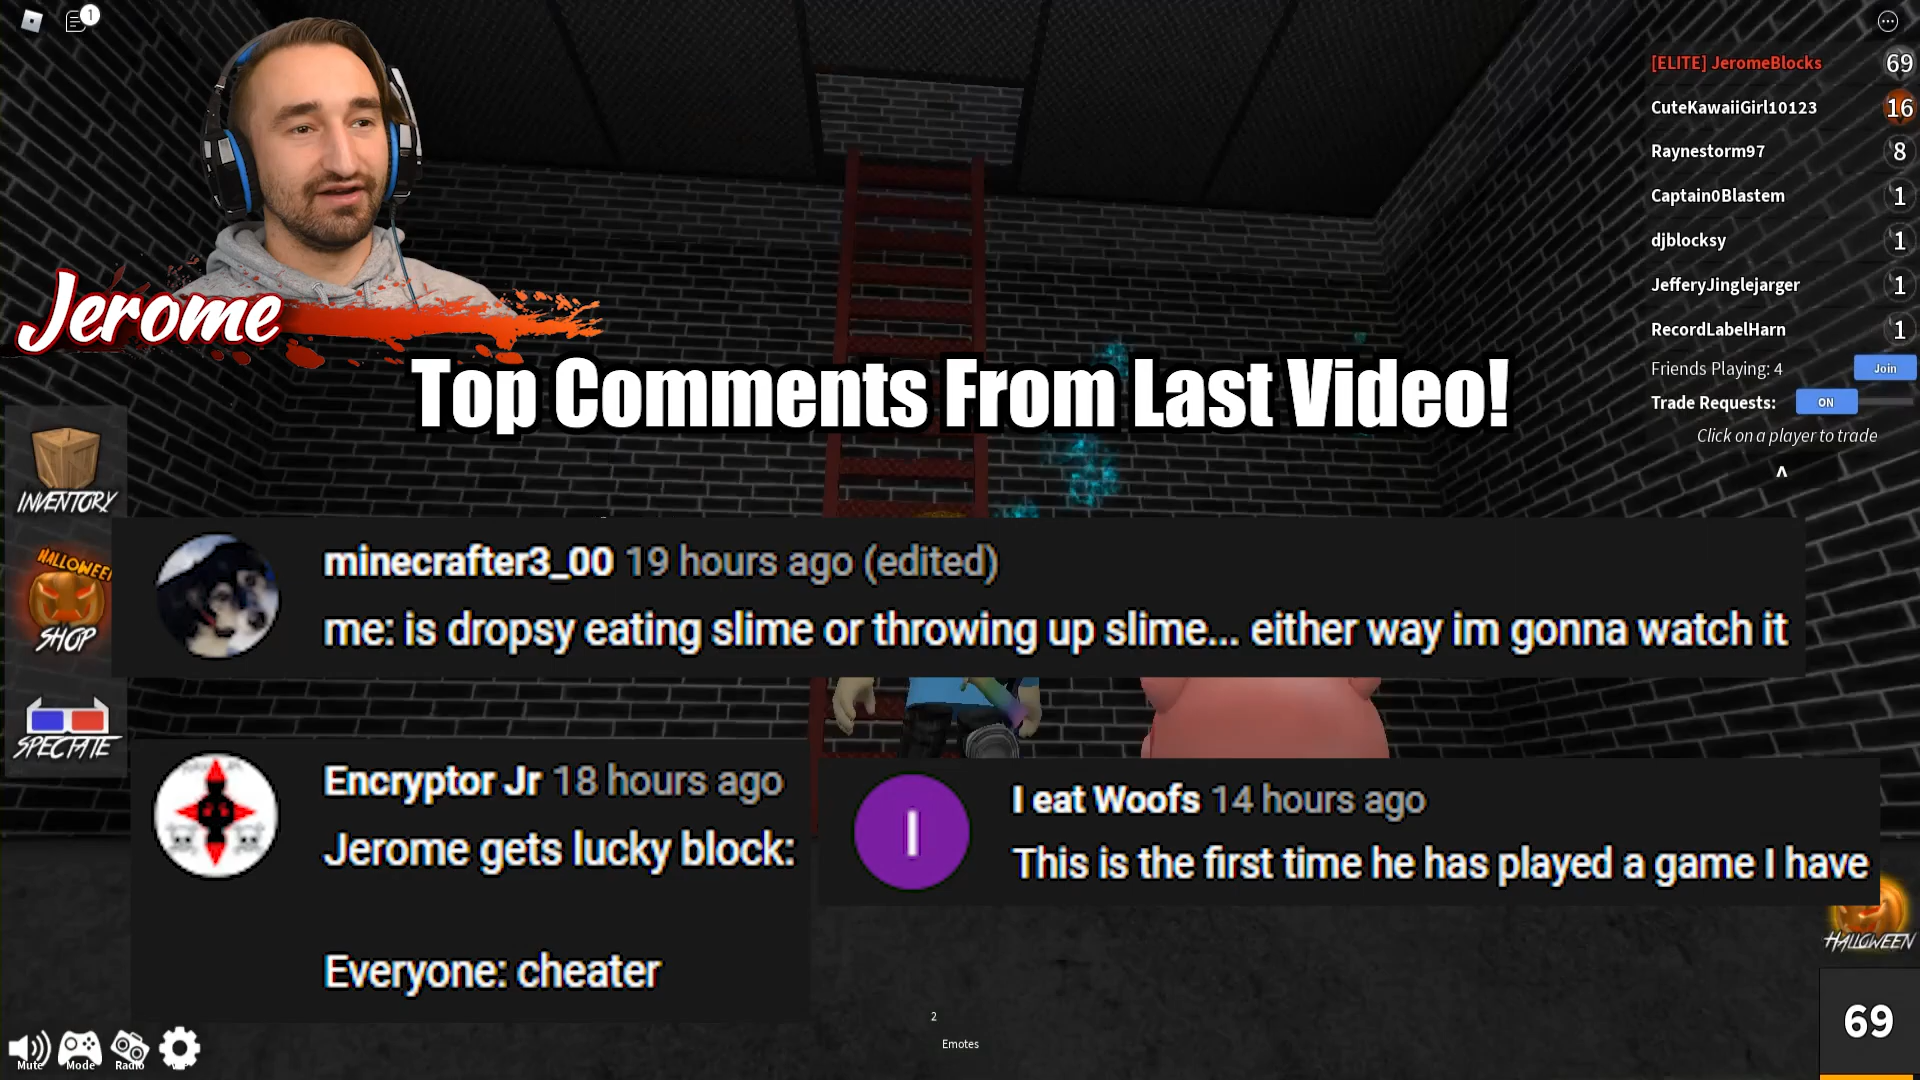 1
[ELITE] JeromeBlocks 69
CuteKawaiiGirl10123 16
Raynestorm97 8
Captain0Blastem 1
djblocksy 1
JefferyJinglejarger 1
RecordLabelHarn 1
Friends Playing: 4 Join
Trade Requests: ON
Click on a player to trade
^
Jerome
Top Comments From Last Video!
INVENTORY
HALLOWEEN
SHOP
SPECTATE
minecrafter3_00 19 hours ago (edited)
me: is dropsy eating slime or throwing up slime... either way im gonna watch it
Encryptor Jr 18 hours ago
Jerome gets lucky block:
Everyone: cheater
I
I eat Woofs 14 hours ago
This is the first time he has played a game I have
HALLOWEEN
69
2
Emotes
Mute Mode Radio